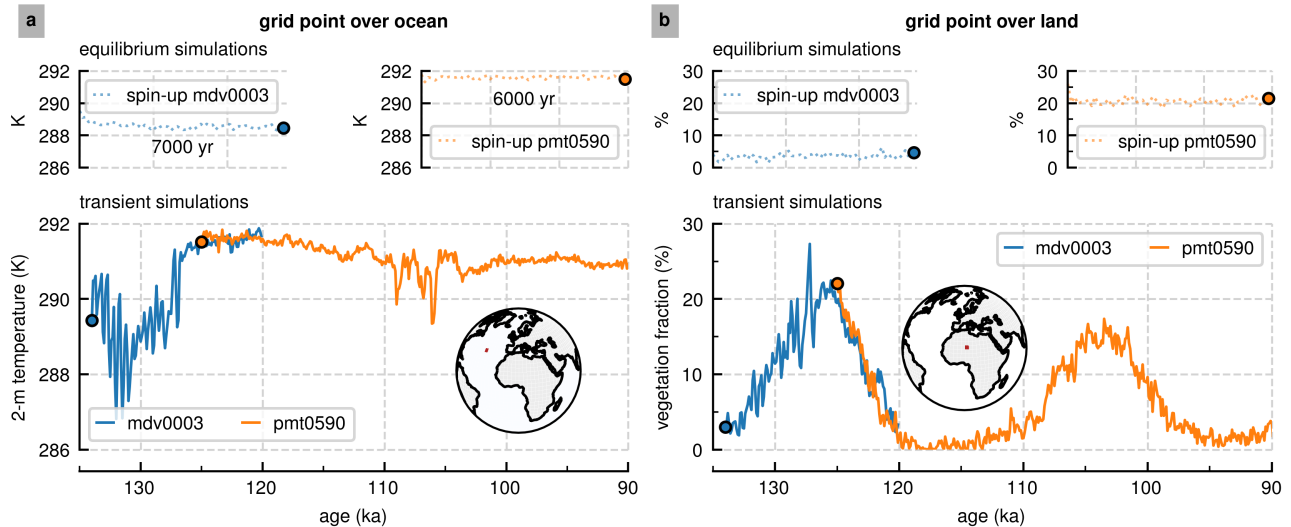 a
grid point over ocean
equilibrium simulations
292
290
288
286
K
spin-up mdv0003
7000 yr
292
290
288
286
K
6000 yr
spin-up pmt0590
transient simulations
292
290
288
286
2-m temperature (K)
mdv0003 pmt0590
130 120 110 100 90
age (ka)
b
grid point over land
equilibrium simulations
30
20
10
0
%
spin-up mdv0003
30
20
10
0
%
spin-up pmt0590
transient simulations
30
20
10
0
vegetation fraction (%)
mdv0003 pmt0590
130 120 110 100 90
age (ka)